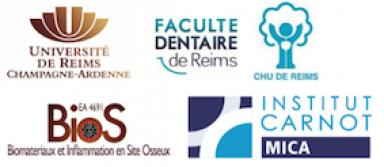 UNIVERSITÉ
DE REIMS
CHAMPAGNE-ARDENNE
FACULTE
DENTAIRE
de Reims
CHU DE REIMS
EA 4691
BIOS
Biomateriaux et Inflammation en Site Osseux
INSTITUT
CARNOT
MICA